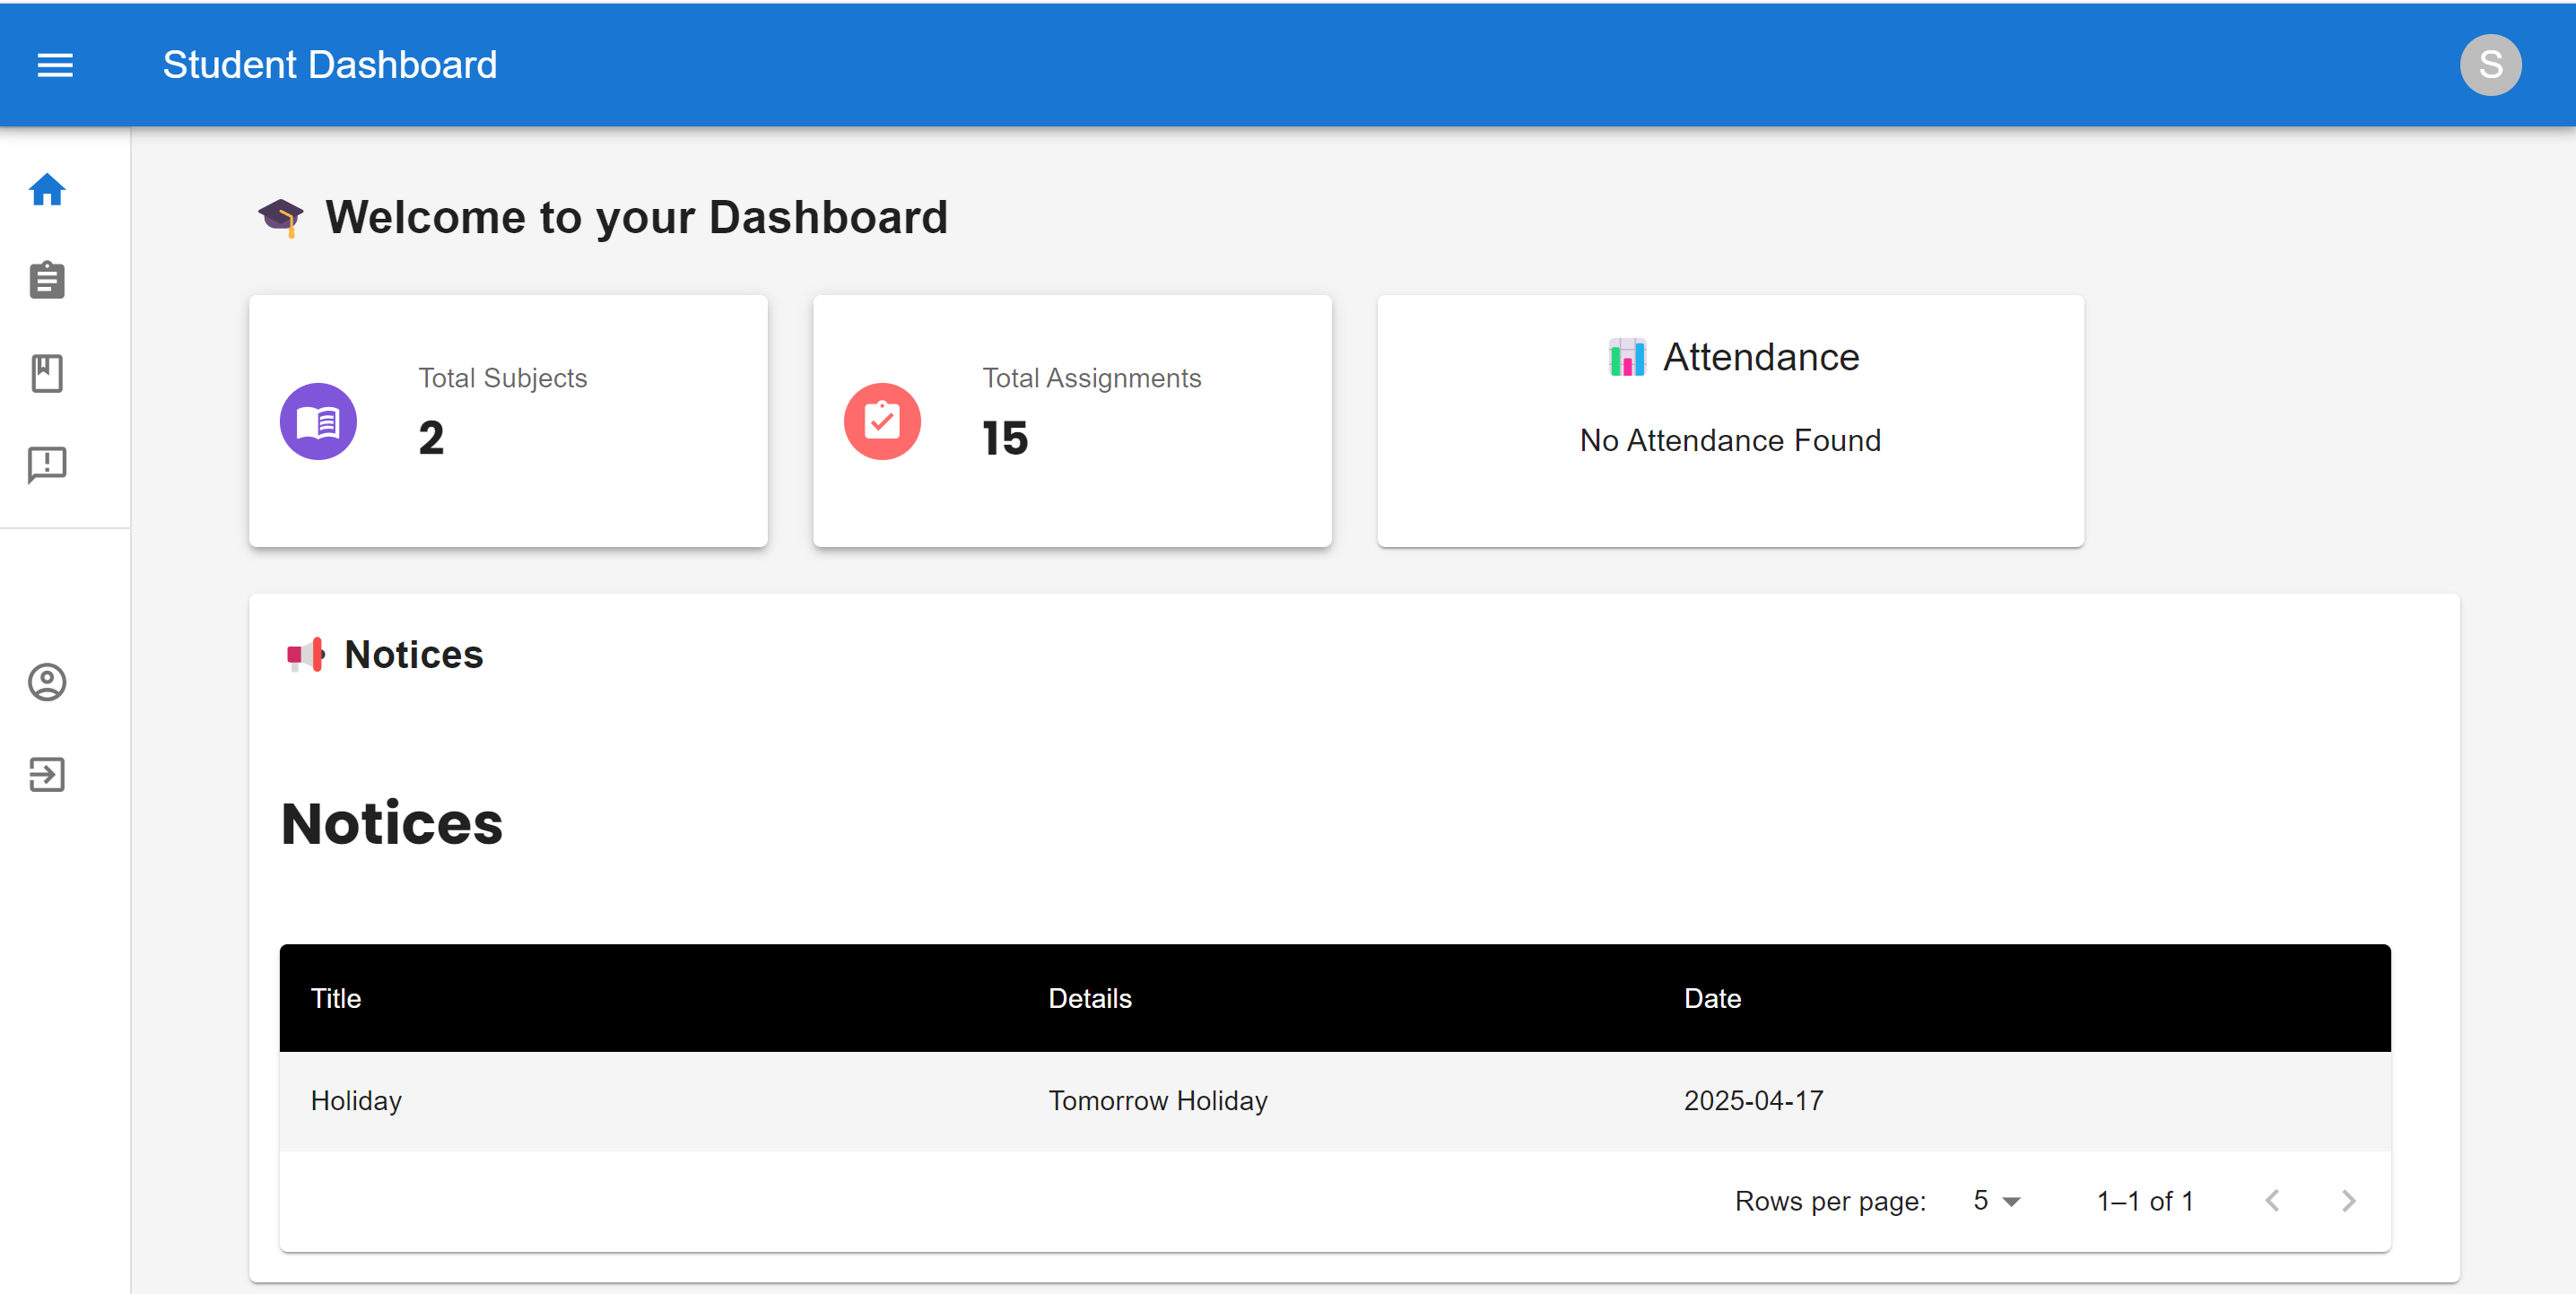 Student Dashboard
S
Welcome to your Dashboard
Total Subjects
2
Total Assignments
15
Attendance
No Attendance Found
Notices
Notices
Title Details Date
Holiday Tomorrow Holiday 2025-04-17
Rows per page: 5 1–1 of 1